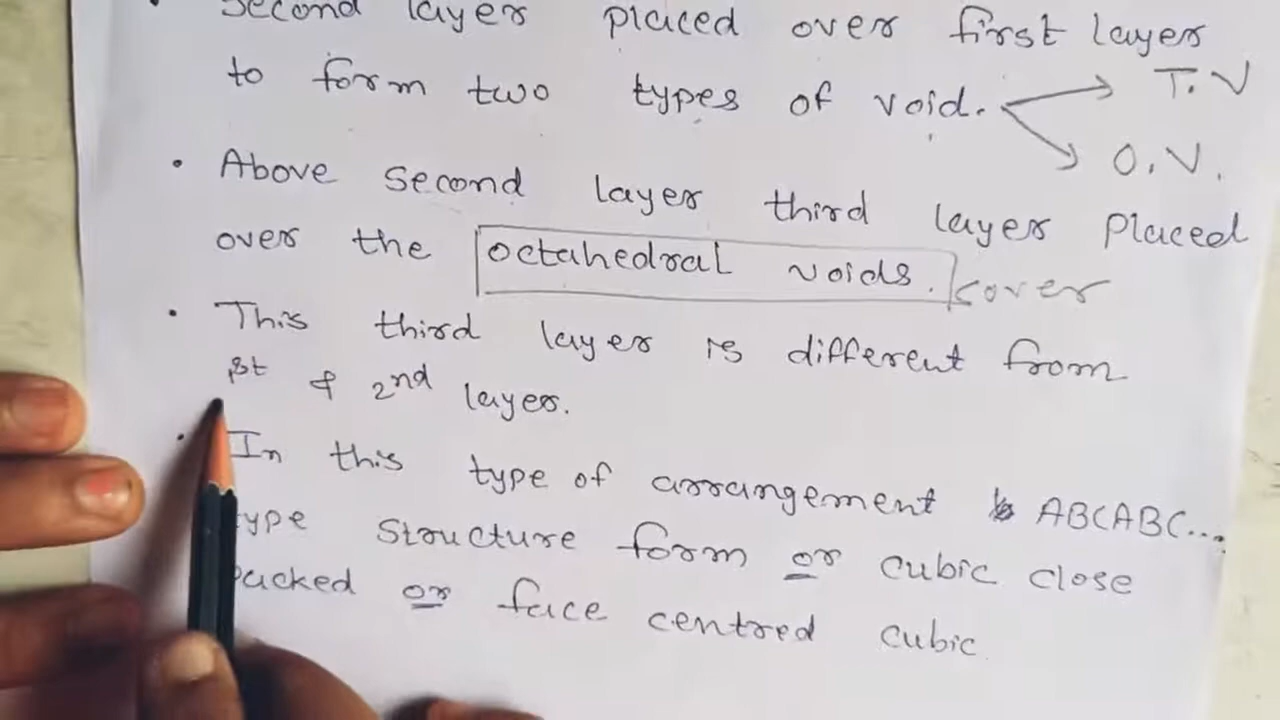 • Second layer placed over first layer
to form two types of void. T.V
O.V.
• Above second layer third layer placed
over the octahedral voids. cover
• This third layer is different from
1st & 2nd layer.
• In this type of arrangement ABCABC...
type structure form or cubic close
packed or face centred cubic